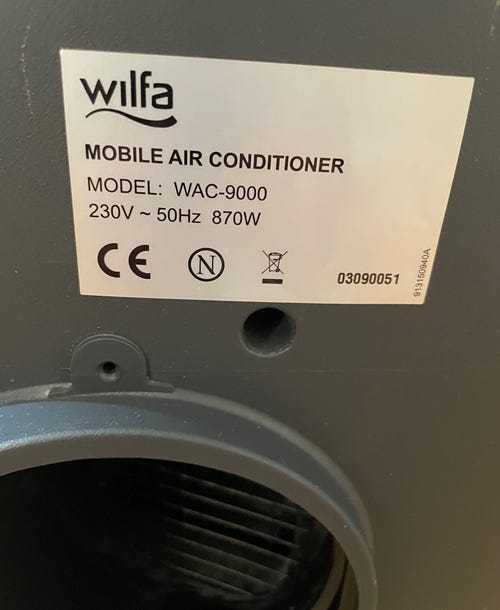 wilfa
MOBILE AIR CONDITIONER
MODEL: WAC-9000
230V ~ 50Hz 870W
CE N
03090051
913150940A